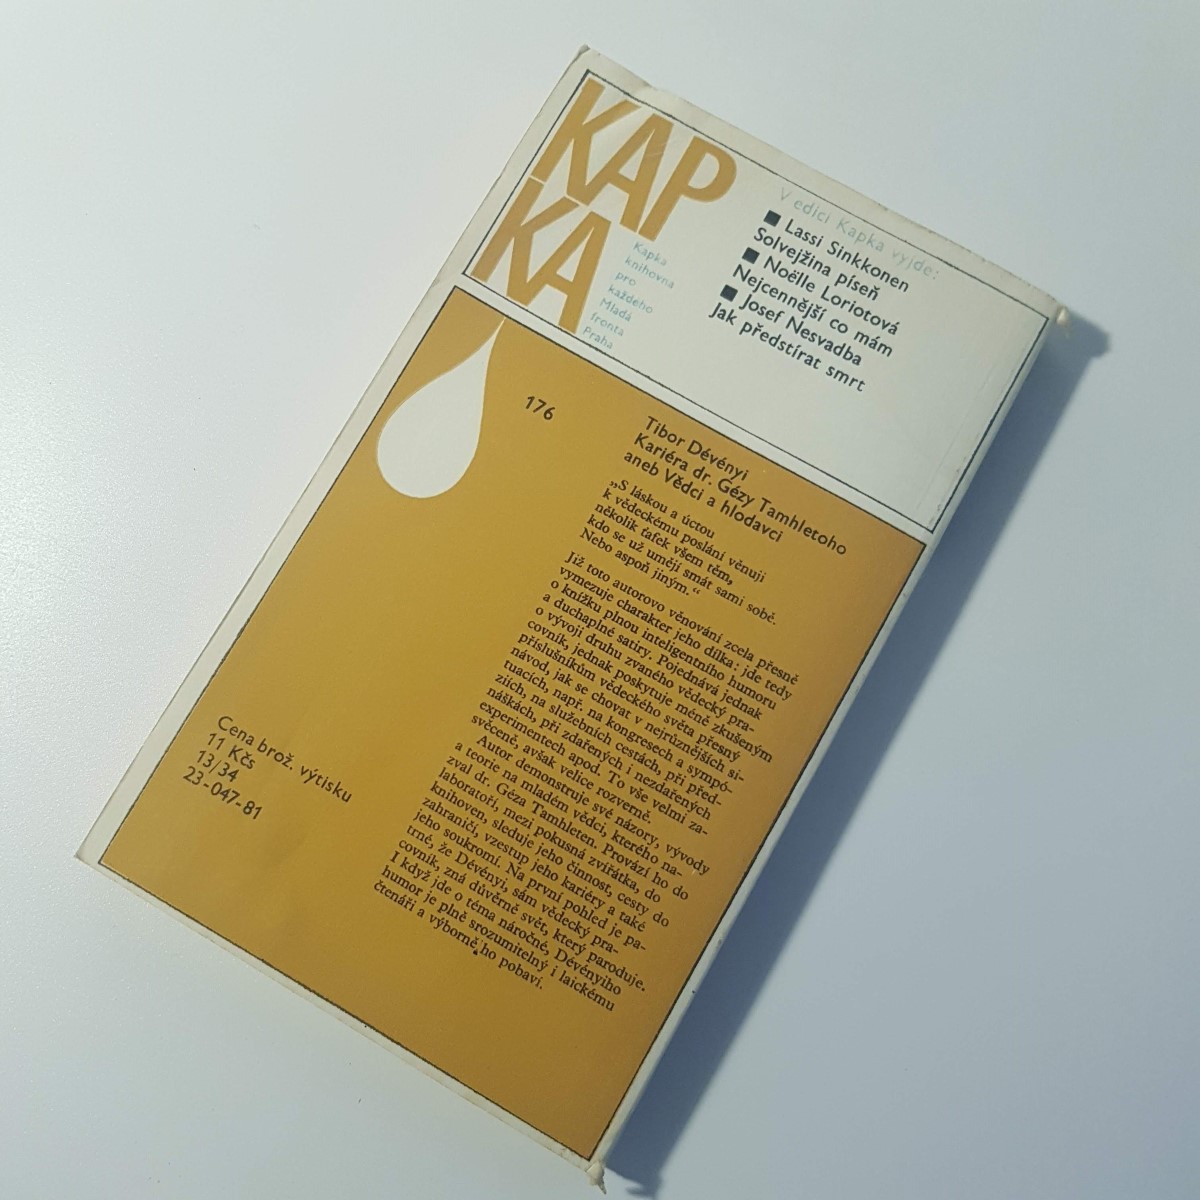 KAP
KA
Kapka
knihovna
pro
každého
Mladá
fronta
Praha
V edici Kapka vyjde:
■ Lassi Sinkkonen
Solvejžina píseň
■ Noëlle Loriotová
Nejcennější co mám
■ Josef Nesvadba
Jak předstírat smrt
176
Tibor Dévényi
Kariéra dr. Gézy Tamhletoho
aneb Vědci a hlodavci
„S láskou a úctou
k vědeckému poslání věnuji
několik ťafek všem těm,
kdo se už umějí smát sami sobě.
Nebo aspoň jiným.“
Již toto autorovo věnování zcela přesně
vymezuje charakter jeho dílka: jde tedy
o knížku plnou inteligentního humoru
a duchaplné satiry. Pojednává jednak
o vývoji druhu zvaného vědecký pra-
covník, jednak poskytuje méně zkušeným
příslušníkům vědeckého světa přesný
návod, jak se chovat v nejrůznějších si-
tuacích, např. na kongresech a sympó-
ziích, na služebních cestách, při před-
náškách, při zdařených i nezdařených
experimentech apod. To vše velmi za-
svěceně, avšak velice rozverně.
Autor demonstruje své názory, vývody
a teorie na mladém vědci, kterého na-
zval dr. Géza Tamhleten. Provází ho do
laboratoří, mezi pokusná zvířátka, do
knihoven, sleduje jeho činnost, cesty do
zahraničí, vzestup jeho kariéry a také
jeho soukromí. Na první pohled je pa-
trné, že Dévényi, sám vědecký pra-
covník, zná důvěrně svět, který paroduje.
I když jde o téma náročné, Dévényiho
humor je plně srozumitelný i laickému
čtenáři a výborně ho pobaví.
Cena brož. výtisku
11 Kčs
13/34
23-047-81